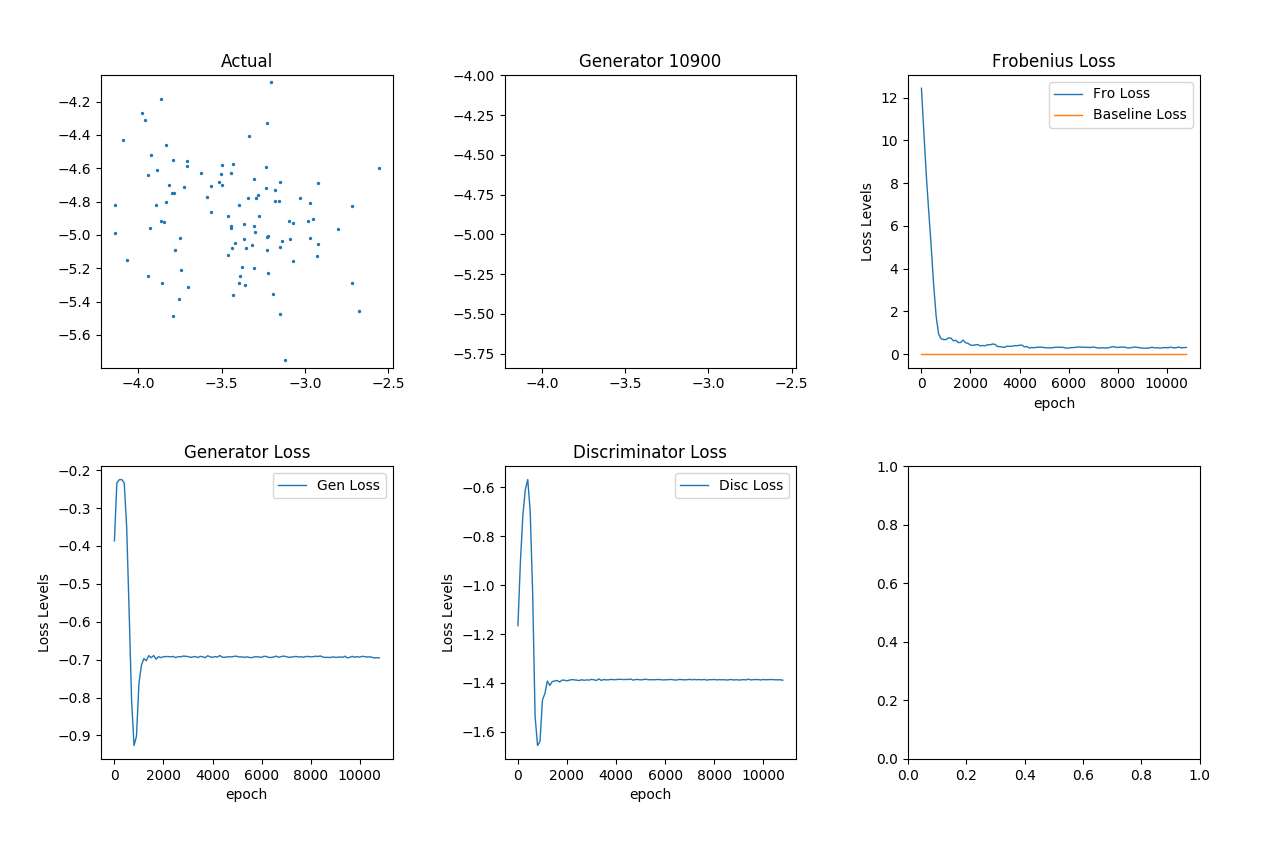 Actual
−4.2
−4.4
−4.6
−4.8
−5.0
−5.2
−5.4
−5.6
−4.0 −3.5 −3.0 −2.5
Generator 10900
−4.00
−4.25
−4.50
−4.75
−5.00
−5.25
−5.50
−5.75
−4.0 −3.5 −3.0 −2.5
Frobenius Loss
Fro Loss
Baseline Loss
Loss Levels
12
10
8
6
4
2
0
0 2000 4000 6000 8000 10000
epoch
Generator Loss
Gen Loss
Loss Levels
−0.2
−0.3
−0.4
−0.5
−0.6
−0.7
−0.8
−0.9
0 2000 4000 6000 8000 10000
epoch
Discriminator Loss
Disc Loss
Loss Levels
−0.6
−0.8
−1.0
−1.2
−1.4
−1.6
0 2000 4000 6000 8000 10000
epoch
1.0
0.8
0.6
0.4
0.2
0.0
0.0 0.2 0.4 0.6 0.8 1.0